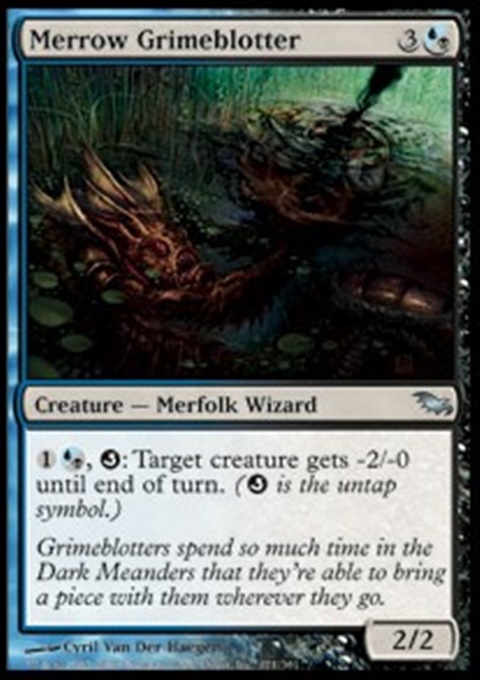 Merrow Grimeblotter 3
Creature — Merfolk Wizard
1 , : Target creature gets -2/-0
until end of turn. ( is the untap
symbol.)
Grimeblotters spend so much time in the
Dark Meanders that they're able to bring
a piece with them wherever they go.
Cyril Van Der Haegen
2/2